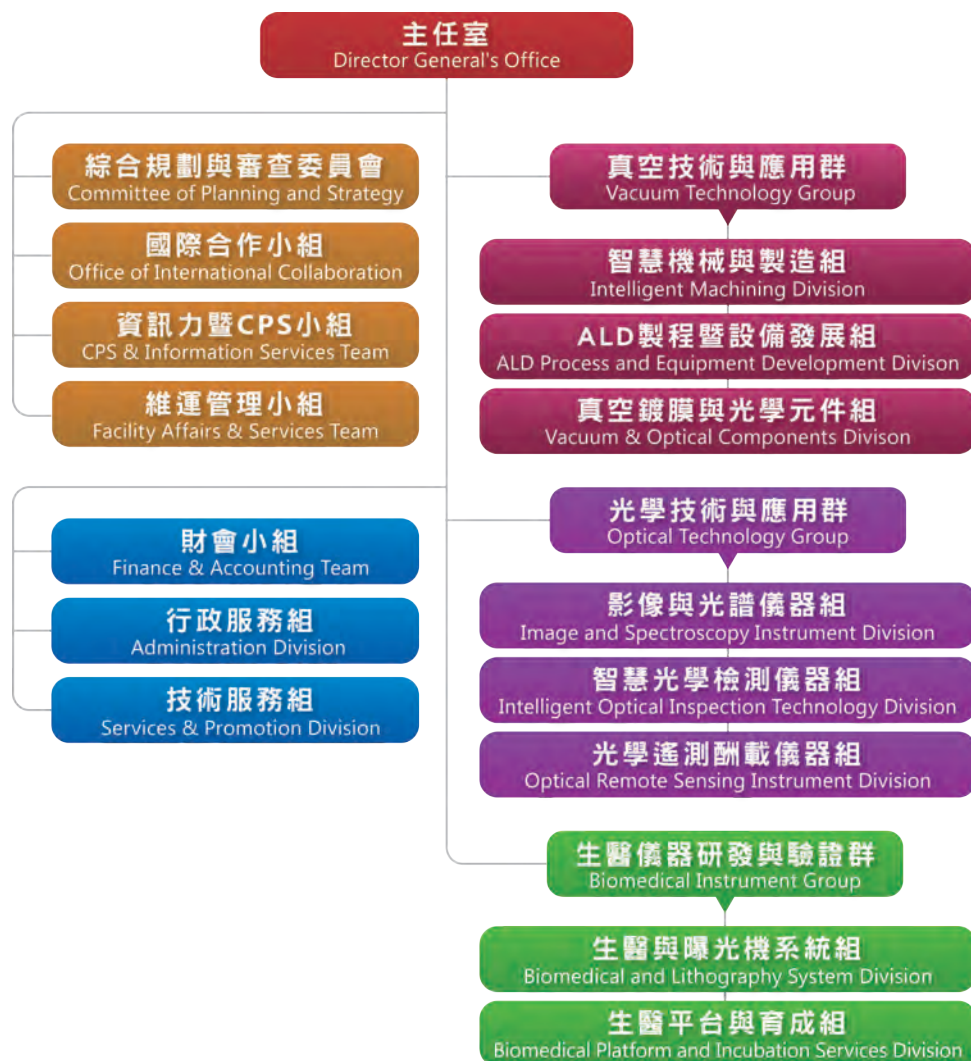 主任室
Director General's Office
綜合規劃與審查委員會
Committee of Planning and Strategy
國際合作小組
Office of International Collaboration
資訊力暨CPS小組
CPS & Information Services Team
維運管理小組
Facility Affairs & Services Team
真空技術與應用群
Vacuum Technology Group
智慧機械與製造組
Intelligent Machining Division
ALD製程暨設備發展組
ALD Process and Equipment Development Divison
真空鍍膜與光學元件組
Vacuum & Optical Components Divison
財會小組
Finance & Accounting Team
行政服務組
Administration Division
技術服務組
Services & Promotion Division
光學技術與應用群
Optical Technology Group
影像與光譜儀器組
Image and Spectroscopy Instrument Division
智慧光學檢測儀器組
Intelligent Optical Inspection Technology Division
光學遙測酬載儀器組
Optical Remote Sensing Instrument Division
生醫儀器研發與驗證群
Biomedical Instrument Group
生醫與曝光機系統組
Biomedical and Lithography System Division
生醫平台與育成組
Biomedical Platform and Incubation Services Division